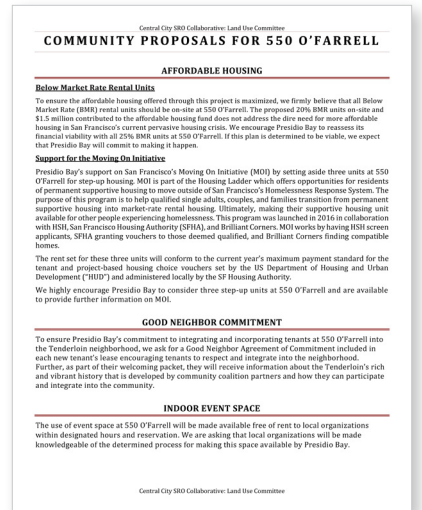 Central City SRO Collaborative: Land Use Committee
COMMUNITY PROPOSALS FOR 550 O'FARRELL
AFFORDABLE HOUSING
Below Market Rate Rental Units
To ensure the affordable housing offered through this project is maximized, we firmly believe that all Below
Market Rate (BMR) rental units should be on-site at 550 O'Farrell. The proposed 20% BMR units on-site and
$1.5 million contributed to the affordable housing fund does not address the dire need for more affordable
housing in San Francisco's current pervasive housing crisis. We encourage Presidio Bay to reassess its
financial viability with all 25% BMR units at 550 O'Farrell. If this plan is determined to be viable, we expect
that Presidio Bay will commit to making it happen.
Support for the Moving On Initiative
Presidio Bay's support on San Francisco's Moving On Initiative (MOI) by setting aside three units at 550
O'Farrell for step-up housing. MOI is part of the Housing Ladder which offers opportunities for residents
of permanent supportive housing to move outside of San Francisco's Homelessness Response System. The
purpose of this program is to help qualified single adults, couples, and families transition from permanent
supportive housing into market-rate rental housing. Ultimately, making their supportive housing unit
available for other people experiencing homelessness. This program was launched in 2016 in collaboration
with HSH, San Francisco Housing Authority (SFHA), and Brilliant Corners. MOI works by having HSH screen
applicants, SFHA granting vouchers to those deemed qualified, and Brilliant Corners finding compatible
homes.
The rent set for these three units will conform to the current year's maximum payment standard for the
tenant and project-based housing choice vouchers set by the US Department of Housing and Urban
Development ("HUD") and administered locally by the SF Housing Authority.
We highly encourage Presidio Bay to consider three step-up units at 550 O'Farrell and are available
to provide further information on MOI.
GOOD NEIGHBOR COMMITMENT
To ensure Presidio Bay's commitment to integrating and incorporating tenants at 550 O'Farrell into
the Tenderloin neighborhood, we ask for a Good Neighbor Agreement of Commitment included in
each new tenant's lease encouraging tenants to respect and integrate into the neighborhood.
Further, as part of their welcoming packet, they will receive information about the Tenderloin's rich
and vibrant history that is developed by community coalition partners and how they can participate
and integrate into the community.
INDOOR EVENT SPACE
The use of event space at 550 O'Farrell will be made available free of rent to local organizations
within designated hours and reservation. We are asking that local organizations will be made
knowledgeable of the determined process for making this space available by Presidio Bay.
Central City SRO Collaborative: Land Use Committee